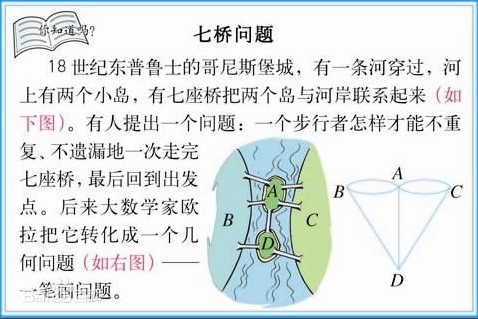 你知道吗?
七桥问题
18世纪东普鲁士的哥尼斯堡城，有一条河穿过，河
上有两个小岛，有七座桥把两个岛与河岸联系起来（如
下图）。有人提出一个问题：一个步行者怎样才能不重
复、不遗漏地一次走完
七座桥，最后回到出发
点。后来大数学家欧
拉把它转化成一个几
何问题（如右图）——
一笔画问题。
A
B
C
D
A
B
C
D